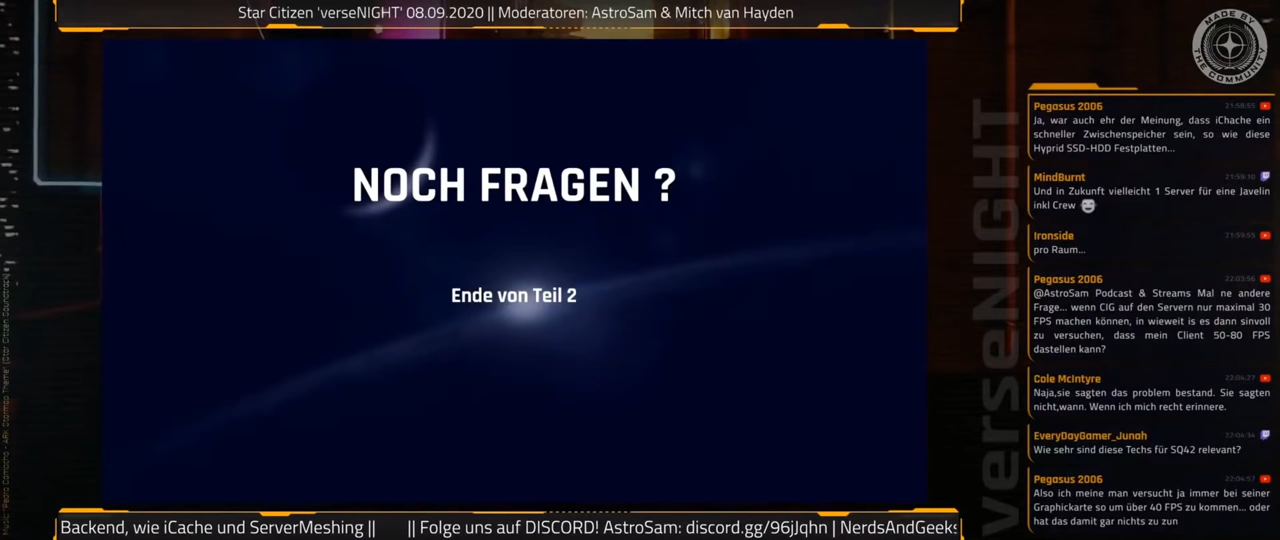 Star Citizen 'verseNIGHT' 08.09.2020 || Moderatoren: AstroSam & Mitch van Hayden
MADE BY
THE COMMUNITY
NOCH FRAGEN ?
Ende von Teil 2
verseNIGHT
Pegasus 2006 21:58:55
Ja, war auch ehr der Meinung, dass iChache ein
schneller Zwischenspeicher sein, so wie diese
Hyprid SSD-HDD Festplatten...
MindBurnt 21:59:10
Und in Zukunft vielleicht 1 Server für eine Javelin
inkl Crew
Ironside 21:59:55
pro Raum...
Pegasus 2006 22:03:56
@AstroSam Podcast & Streams Mal ne andere
Frage... wenn CIG auf den Servern nur maximal 30
FPS machen können, in wieweit is es dann sinvoll
zu versuchen, dass mein Client 50-80 FPS
dastellen kann?
Cole McIntyre 22:04:27
Naja,sie sagten das problem bestand. Sie sagten
nicht,wann. Wenn ich mich recht erinnere.
EveryDayGamer_Junah 22:04:34
Wie sehr sind diese Techs für SQ42 relevant?
Pegasus 2006 22:04:57
Also ich meine man versucht ja immer bei seiner
Graphickarte so um über 40 FPS zu kommen... oder
hat das damit gar nichts zu zun
Backend, wie iCache und ServerMeshing || || Folge uns auf DISCORD! AstroSam: discord.gg/96jJqhn | NerdsAndGeeks